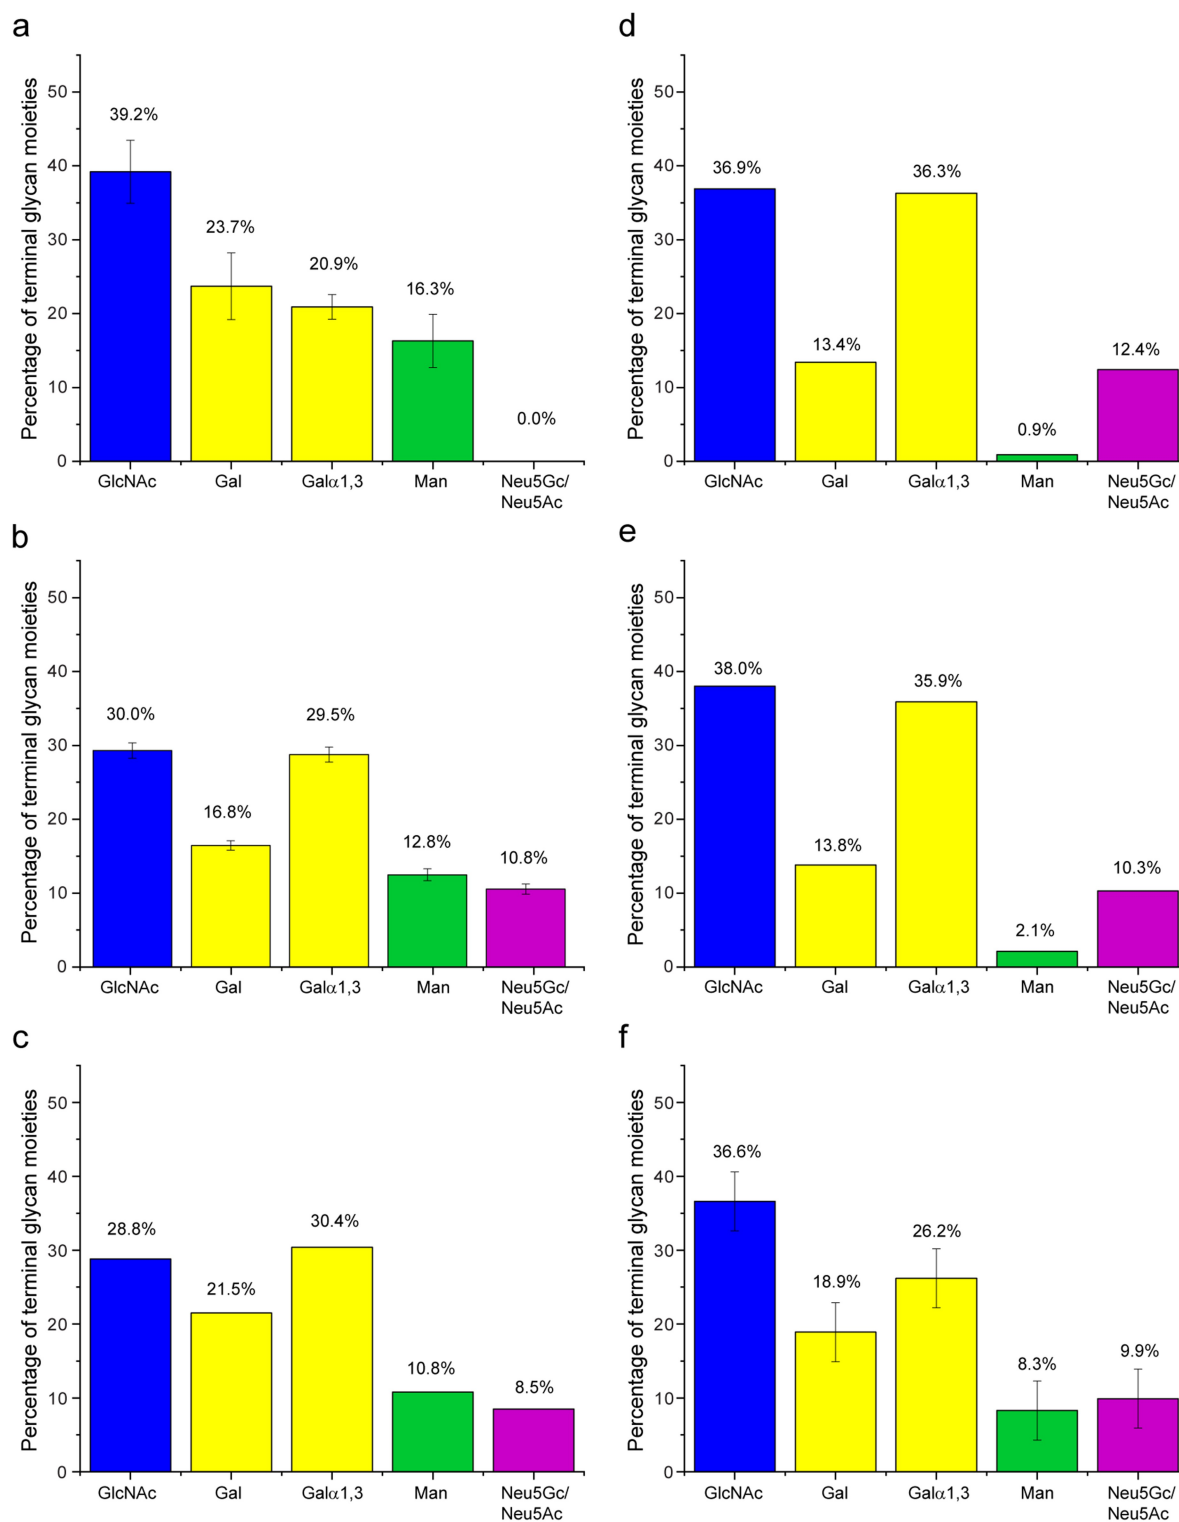 a
Percentage of terminal glycan moieties
50
40
30
20
10
0
39.2%
23.7%
20.9%
16.3%
0.0%
GlcNAc Gal Galα1,3 Man Neu5Gc/
Neu5Ac
b
Percentage of terminal glycan moieties
50
40
30
20
10
0
30.0%
16.8%
29.5%
12.8%
10.8%
GlcNAc Gal Galα1,3 Man Neu5Gc/
Neu5Ac
c
Percentage of terminal glycan moieties
50
40
30
20
10
0
28.8%
21.5%
30.4%
10.8%
8.5%
GlcNAc Gal Galα1,3 Man Neu5Gc/
Neu5Ac
d
Percentage of terminal glycan moieties
50
40
30
20
10
0
36.9%
13.4%
36.3%
0.9%
12.4%
GlcNAc Gal Galα1,3 Man Neu5Gc/
Neu5Ac
e
Percentage of terminal glycan moieties
50
40
30
20
10
0
38.0%
13.8%
35.9%
2.1%
10.3%
GlcNAc Gal Galα1,3 Man Neu5Gc/
Neu5Ac
f
Percentage of terminal glycan moieties
50
40
30
20
10
0
36.6%
18.9%
26.2%
8.3%
9.9%
GlcNAc Gal Galα1,3 Man Neu5Gc/
Neu5Ac